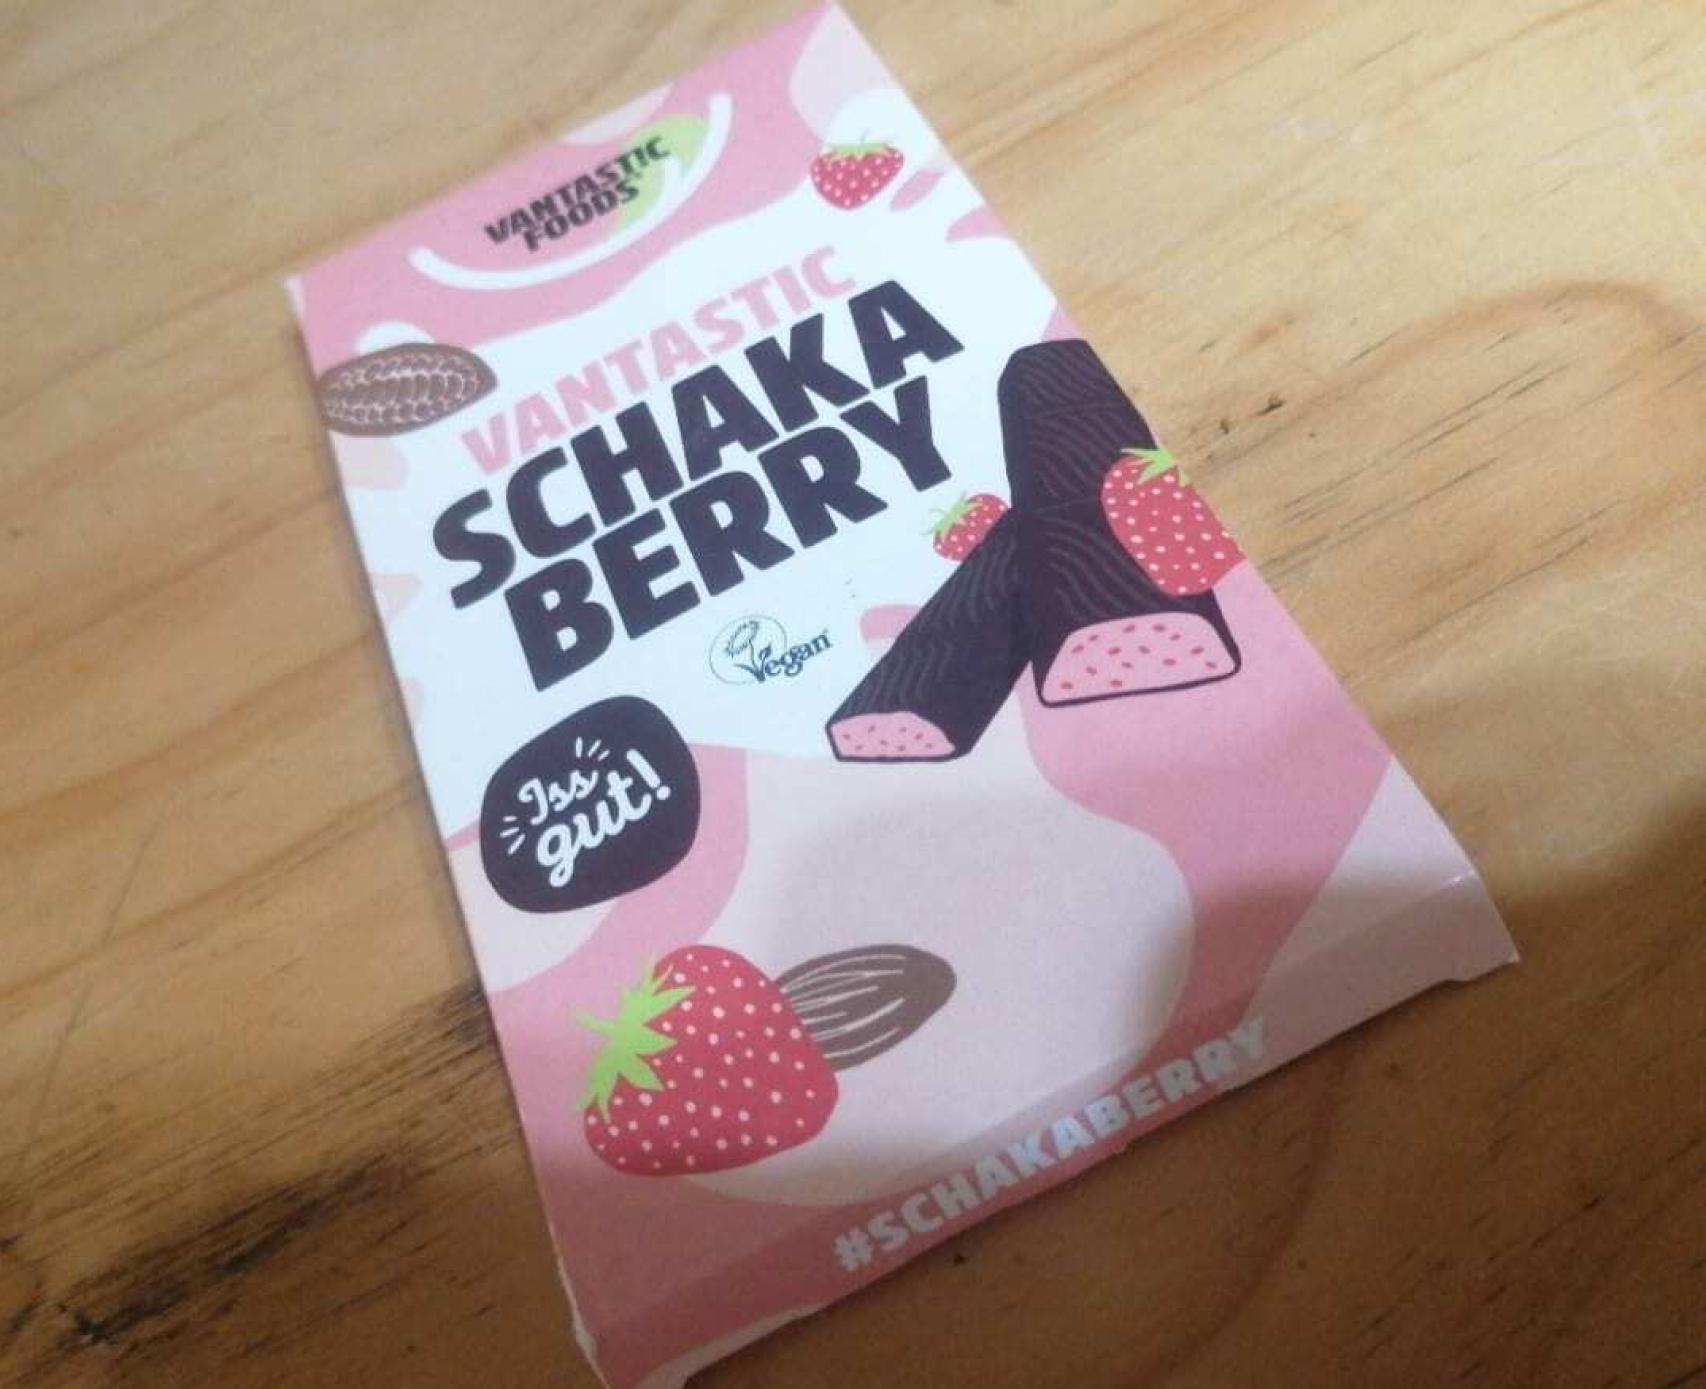 VANTASTIC
FOODS
VANTASTIC
SCHAKA
BERRY
Vegan
Iss
gut!
#SCHAKABERRY